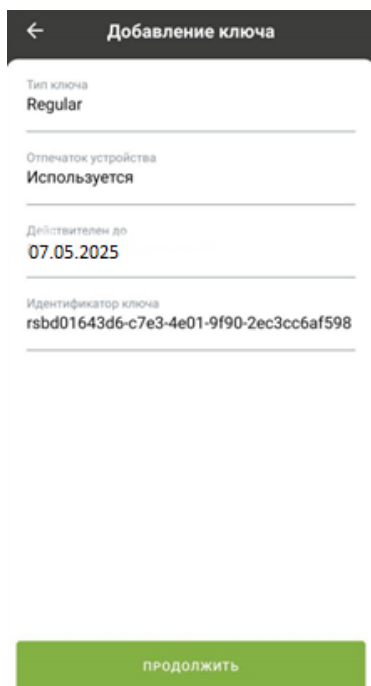 Добавление ключа
Тип ключа
Regular
Отпечаток устройства
Используется
Действителен до
07.05.2025
Идентификатор ключа
rsbd01643d6-c7e3-4e01-9f90-2ec3cc6af598
ПРОДОЛЖИТЬ